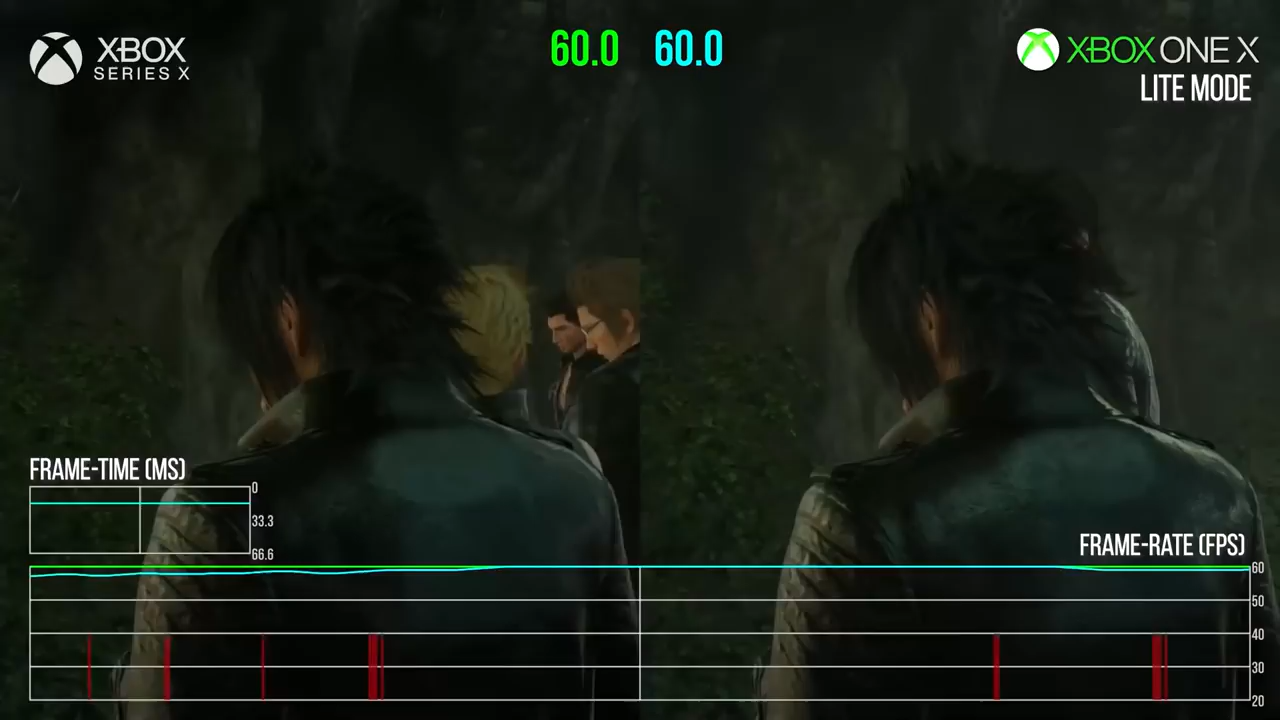 XBOX
SERIES X
60.0 60.0
XBOX ONE X
LITE MODE
FRAME-TIME (MS)
0
33.3
66.6
FRAME-RATE (FPS)
60
50
40
30
20